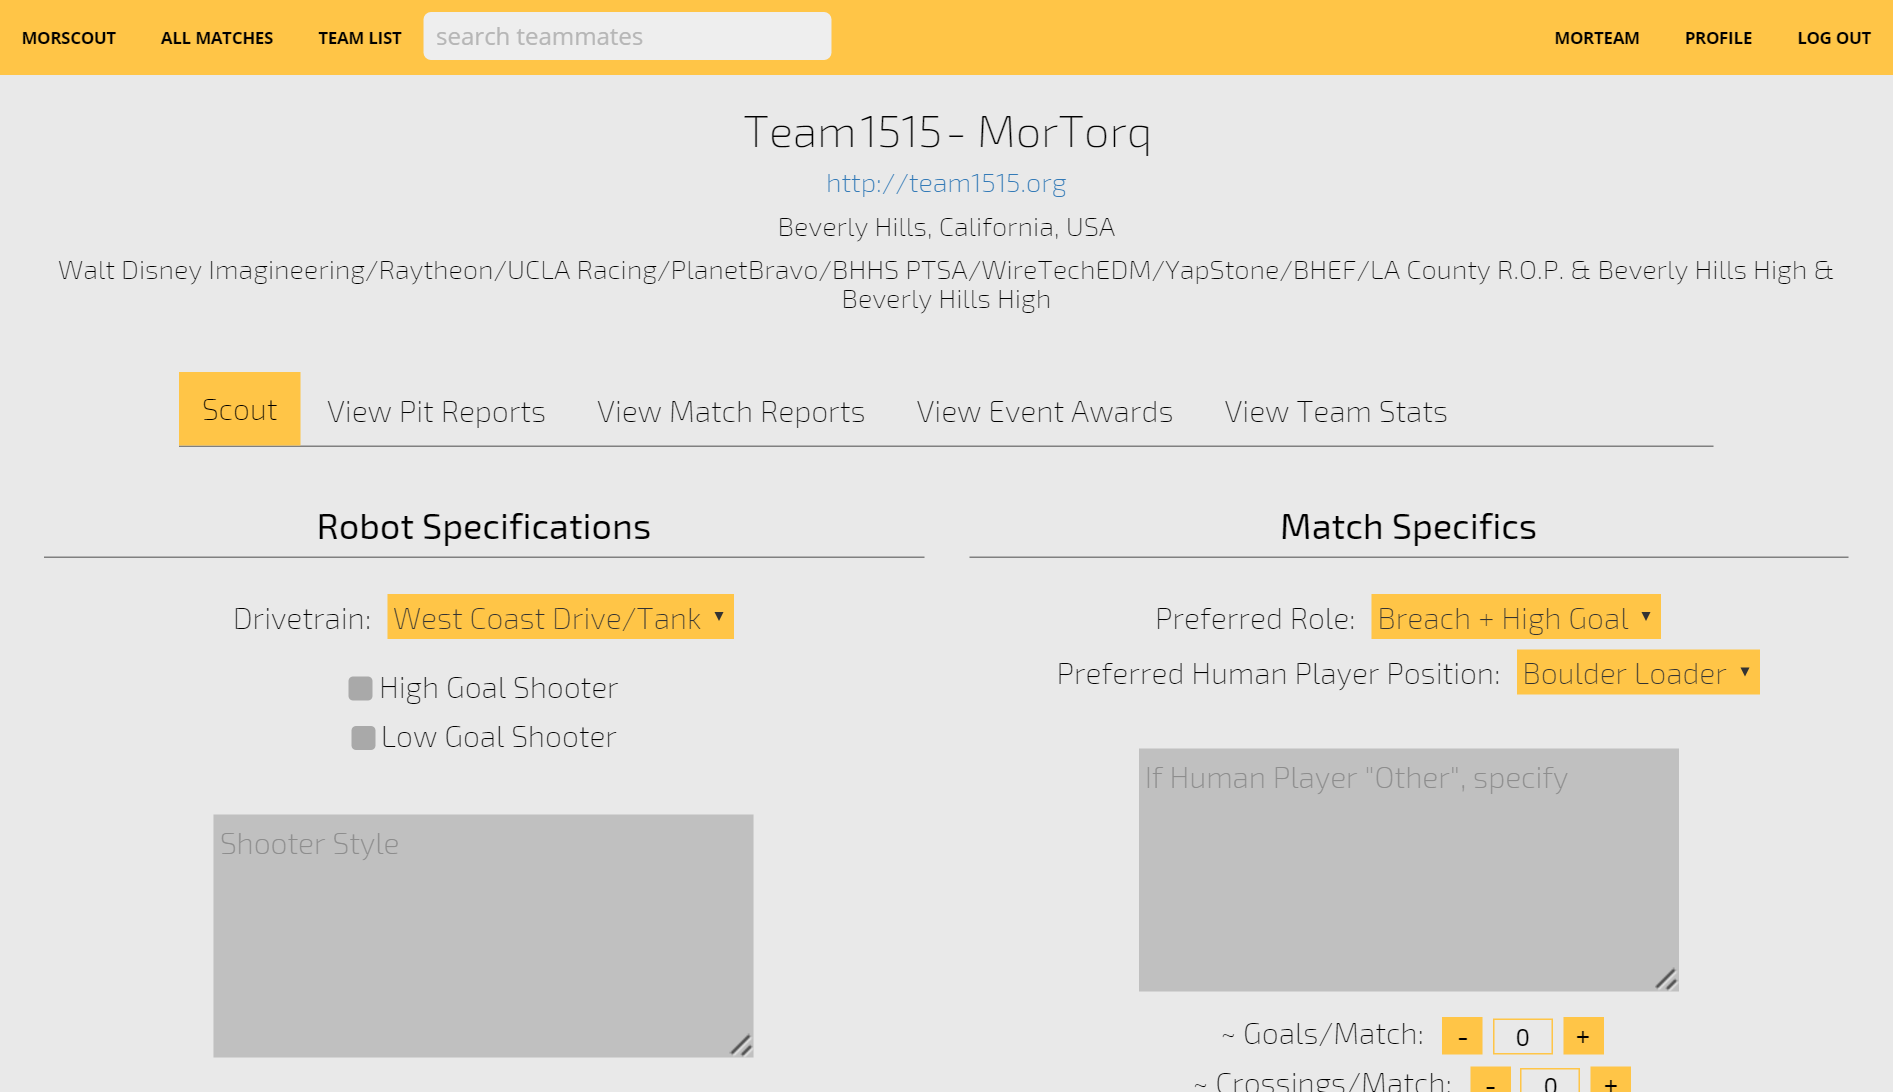 MORSCOUT ALL MATCHES TEAM LIST search teammates MORTEAM PROFILE LOG OUT
Team 1515 - MorTorq
http://team1515.org
Beverly Hills, California, USA
Walt Disney Imagineering/Raytheon/UCLA Racing/PlanetBravo/BHHS PTSA/WireTechEDM/YapStone/BHEF/LA County R.O.P. & Beverly Hills High &
Beverly Hills High
Scout View Pit Reports View Match Reports View Event Awards View Team Stats
Robot Specifications
Drivetrain: West Coast Drive/Tank
High Goal Shooter
Low Goal Shooter
Shooter Style
Match Specifics
Preferred Role: Breach + High Goal
Preferred Human Player Position: Boulder Loader
If Human Player "Other", specify
~ Goals/Match: - 0 +
~ Crossings/Match: - 0 +